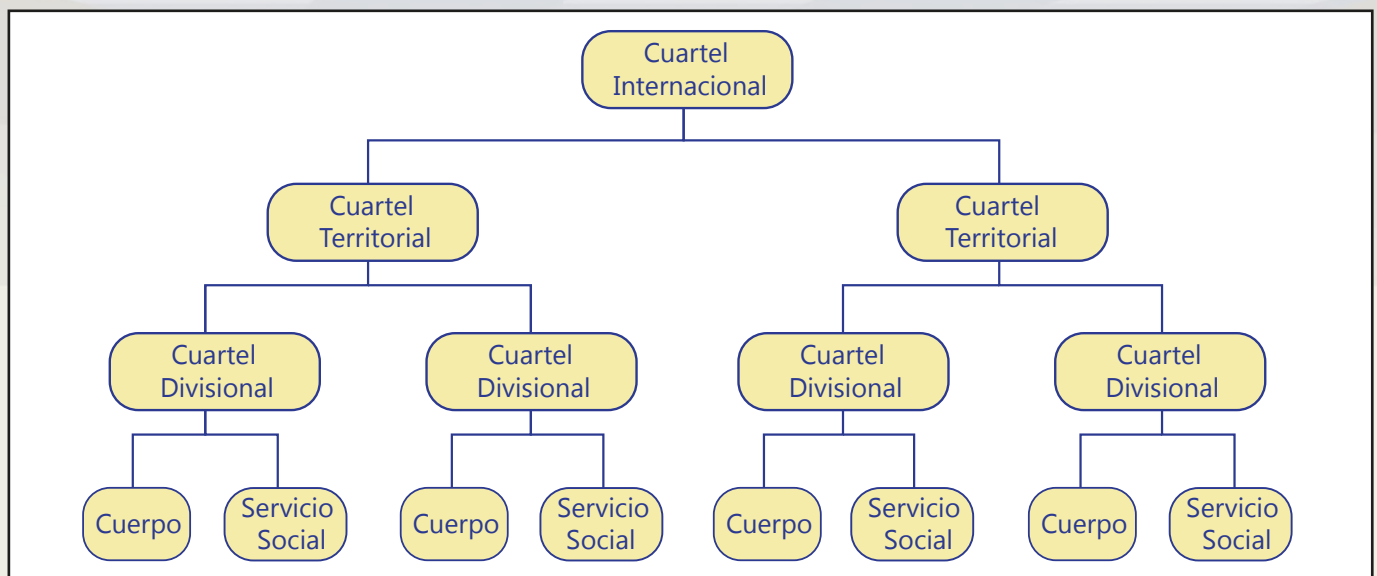 Cuartel
Internacional
Cuartel
Territorial
Cuartel
Territorial
Cuartel
Divisional
Cuartel
Divisional
Cuartel
Divisional
Cuartel
Divisional
Cuerpo
Servicio
Social
Cuerpo
Servicio
Social
Cuerpo
Servicio
Social
Cuerpo
Servicio
Social